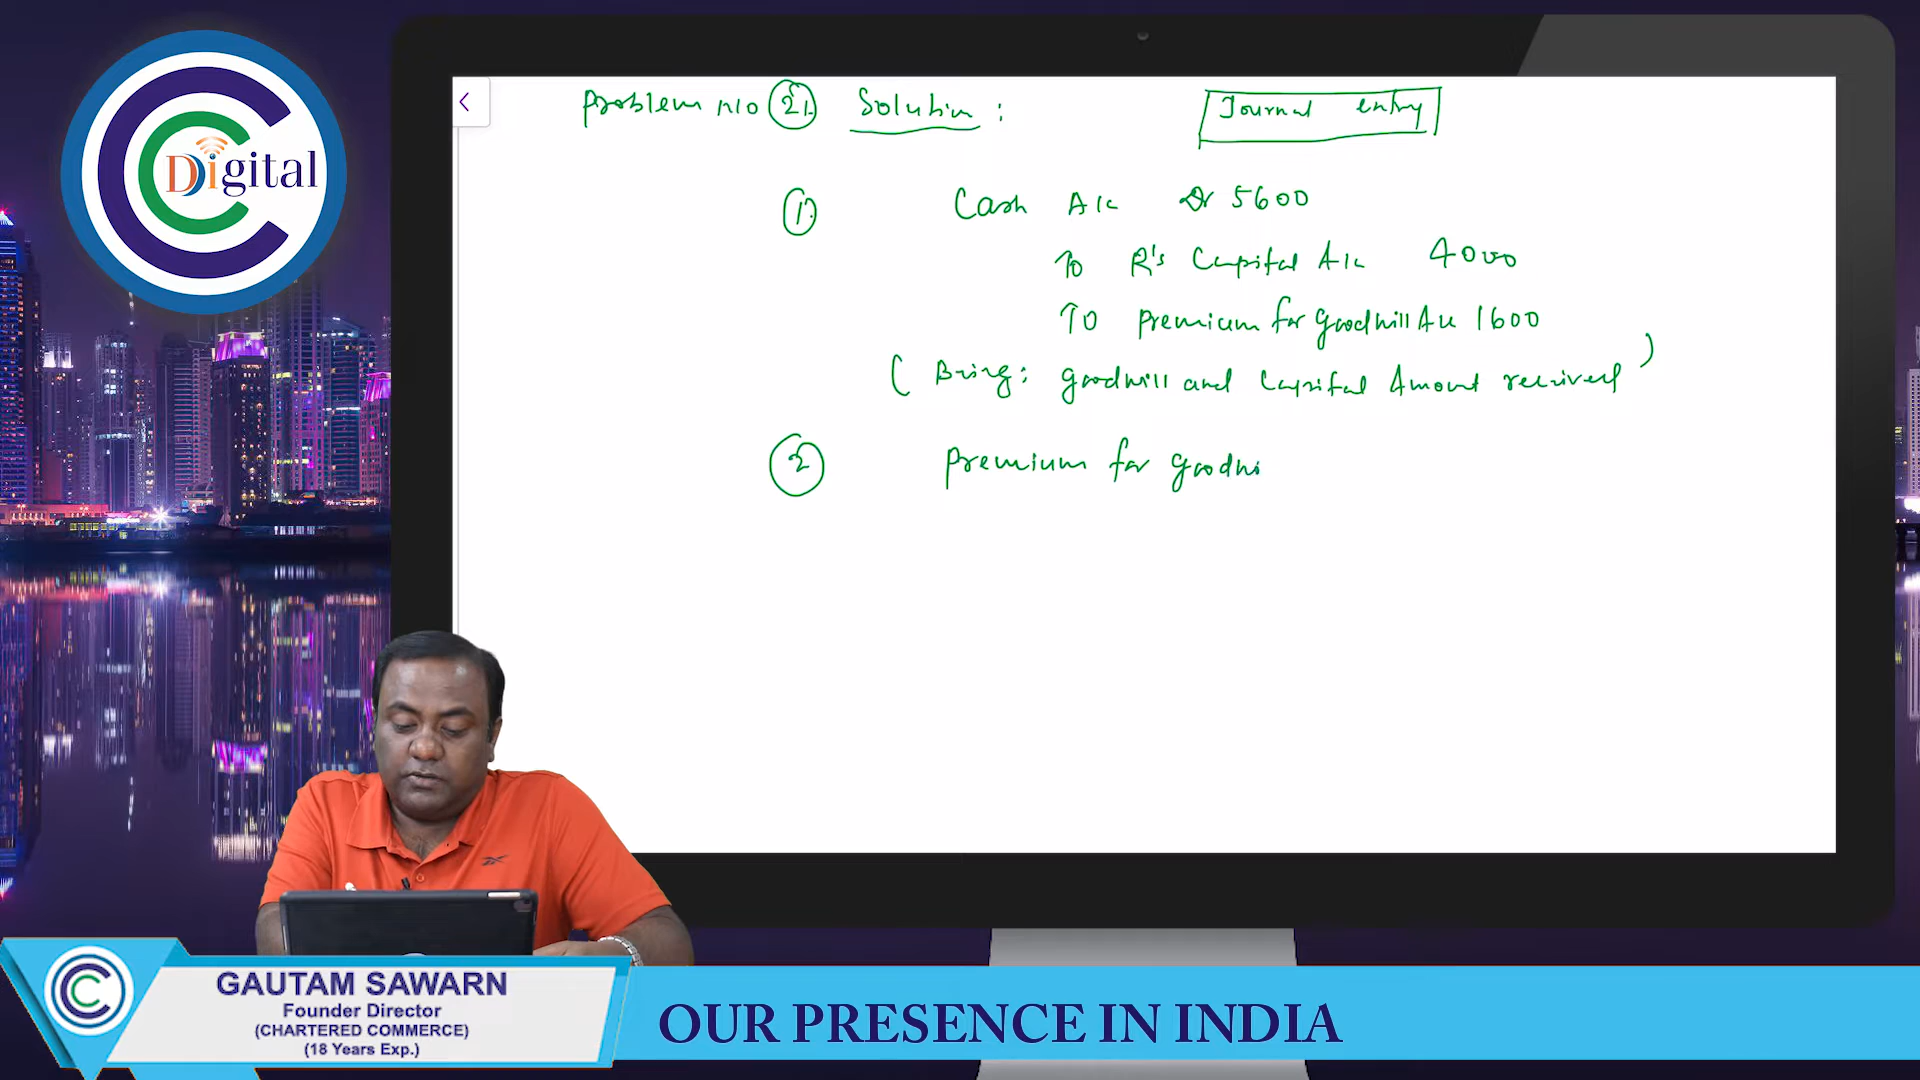 Digital
Problem n/o 21. Solution : Journal entry
1. Cash A/c Dr 5600
To R's Capital A/c 4000
To premium for goodwill A/c 1600
( Being: goodwill and capital Amount received )
2 premium for goodwi
GAUTAM SAWARN
Founder Director
(CHARTERED COMMERCE)
(18 Years Exp.)
OUR PRESENCE IN INDIA